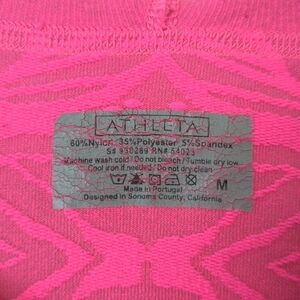 ATHLETA
60%Nylon 35%Polyester 5%Spandex
S# 930289 RN# 54023
Machine wash cold / Do not bleach / Tumble dry low
Cool iron if needed / Do not dry clean
M
Made in Portugal
Designed in Sonoma County, California